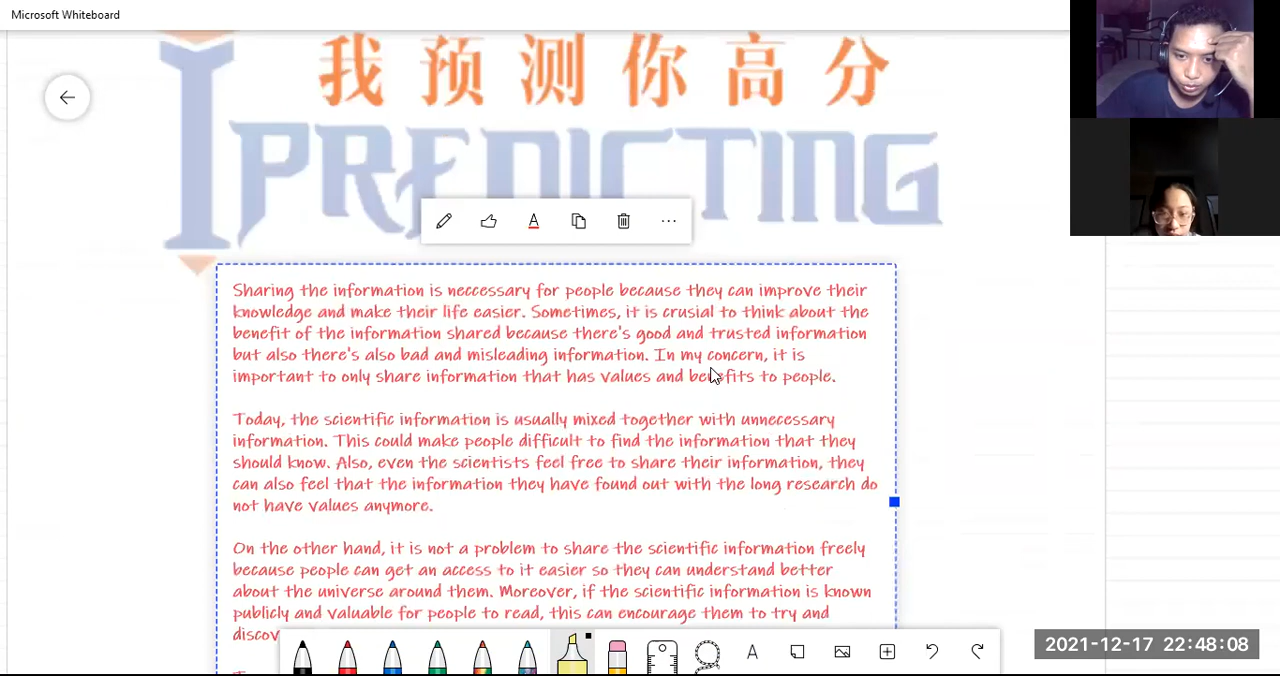 Microsoft Whiteboard
我预测你高分
I PREDICTING
A
Sharing the information is neccessary for people because they can improve their
knowledge and make their life easier. Sometimes, it is crucial to think about the
benefit of the information shared because there's good and trusted information
but also there's also bad and misleading information. In my concern, it is
important to only share information that has values and benefits to people.
Today, the scientific information is usually mixed together with unnecessary
information. This could make people difficult to find the information that they
should know. Also, even the scientists feel free to share their information, they
can also feel that the information they have found out with the long research do
not have values anymore.
On the other hand, it is not a problem to share the scientific information freely
because people can get an access to it easier so they can understand better
about the universe around them. Moreover, if the scientific information is known
publicly and valuable for people to read, this can encourage them to try and
A
2021-12-17 22:48:08